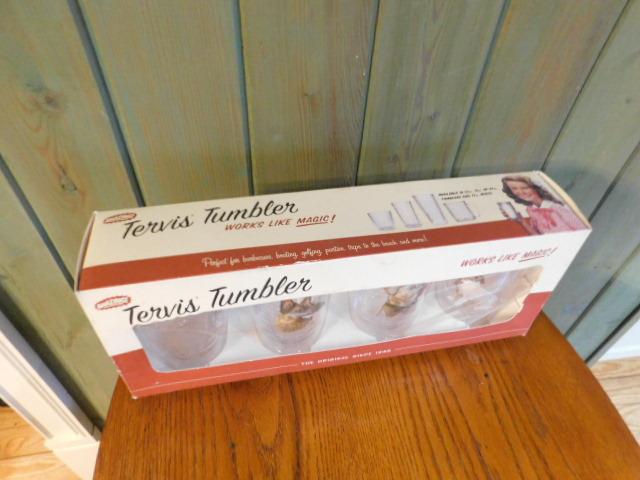 Tervis Tumbler
WORKS LIKE MAGIC!
Perfect for barbecues, boating, golfing, parties, trips to the beach and more!
WORKS LIKE MAGIC!
Tervis Tumbler
THE ORIGINAL SINCE 1946